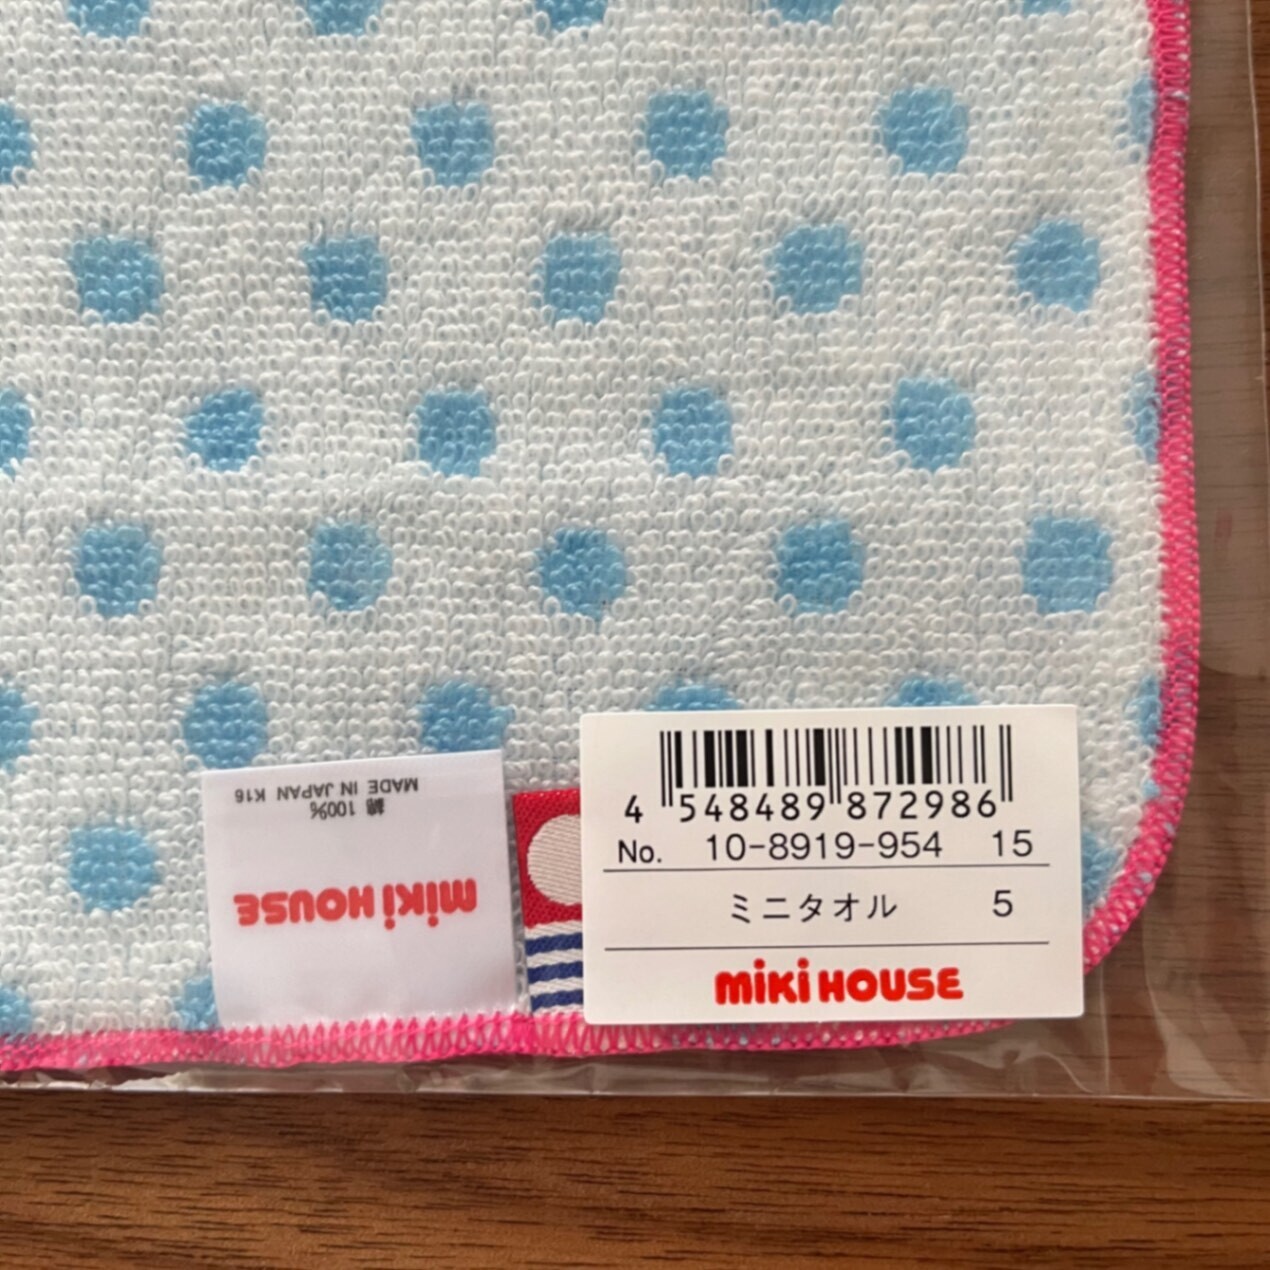 MADE IN JAPAN K16
綿 100%
MIKI HOUSE
4 548489 872986
No. 10-8919-954 15
ミニタオル 5
MIKI HOUSE